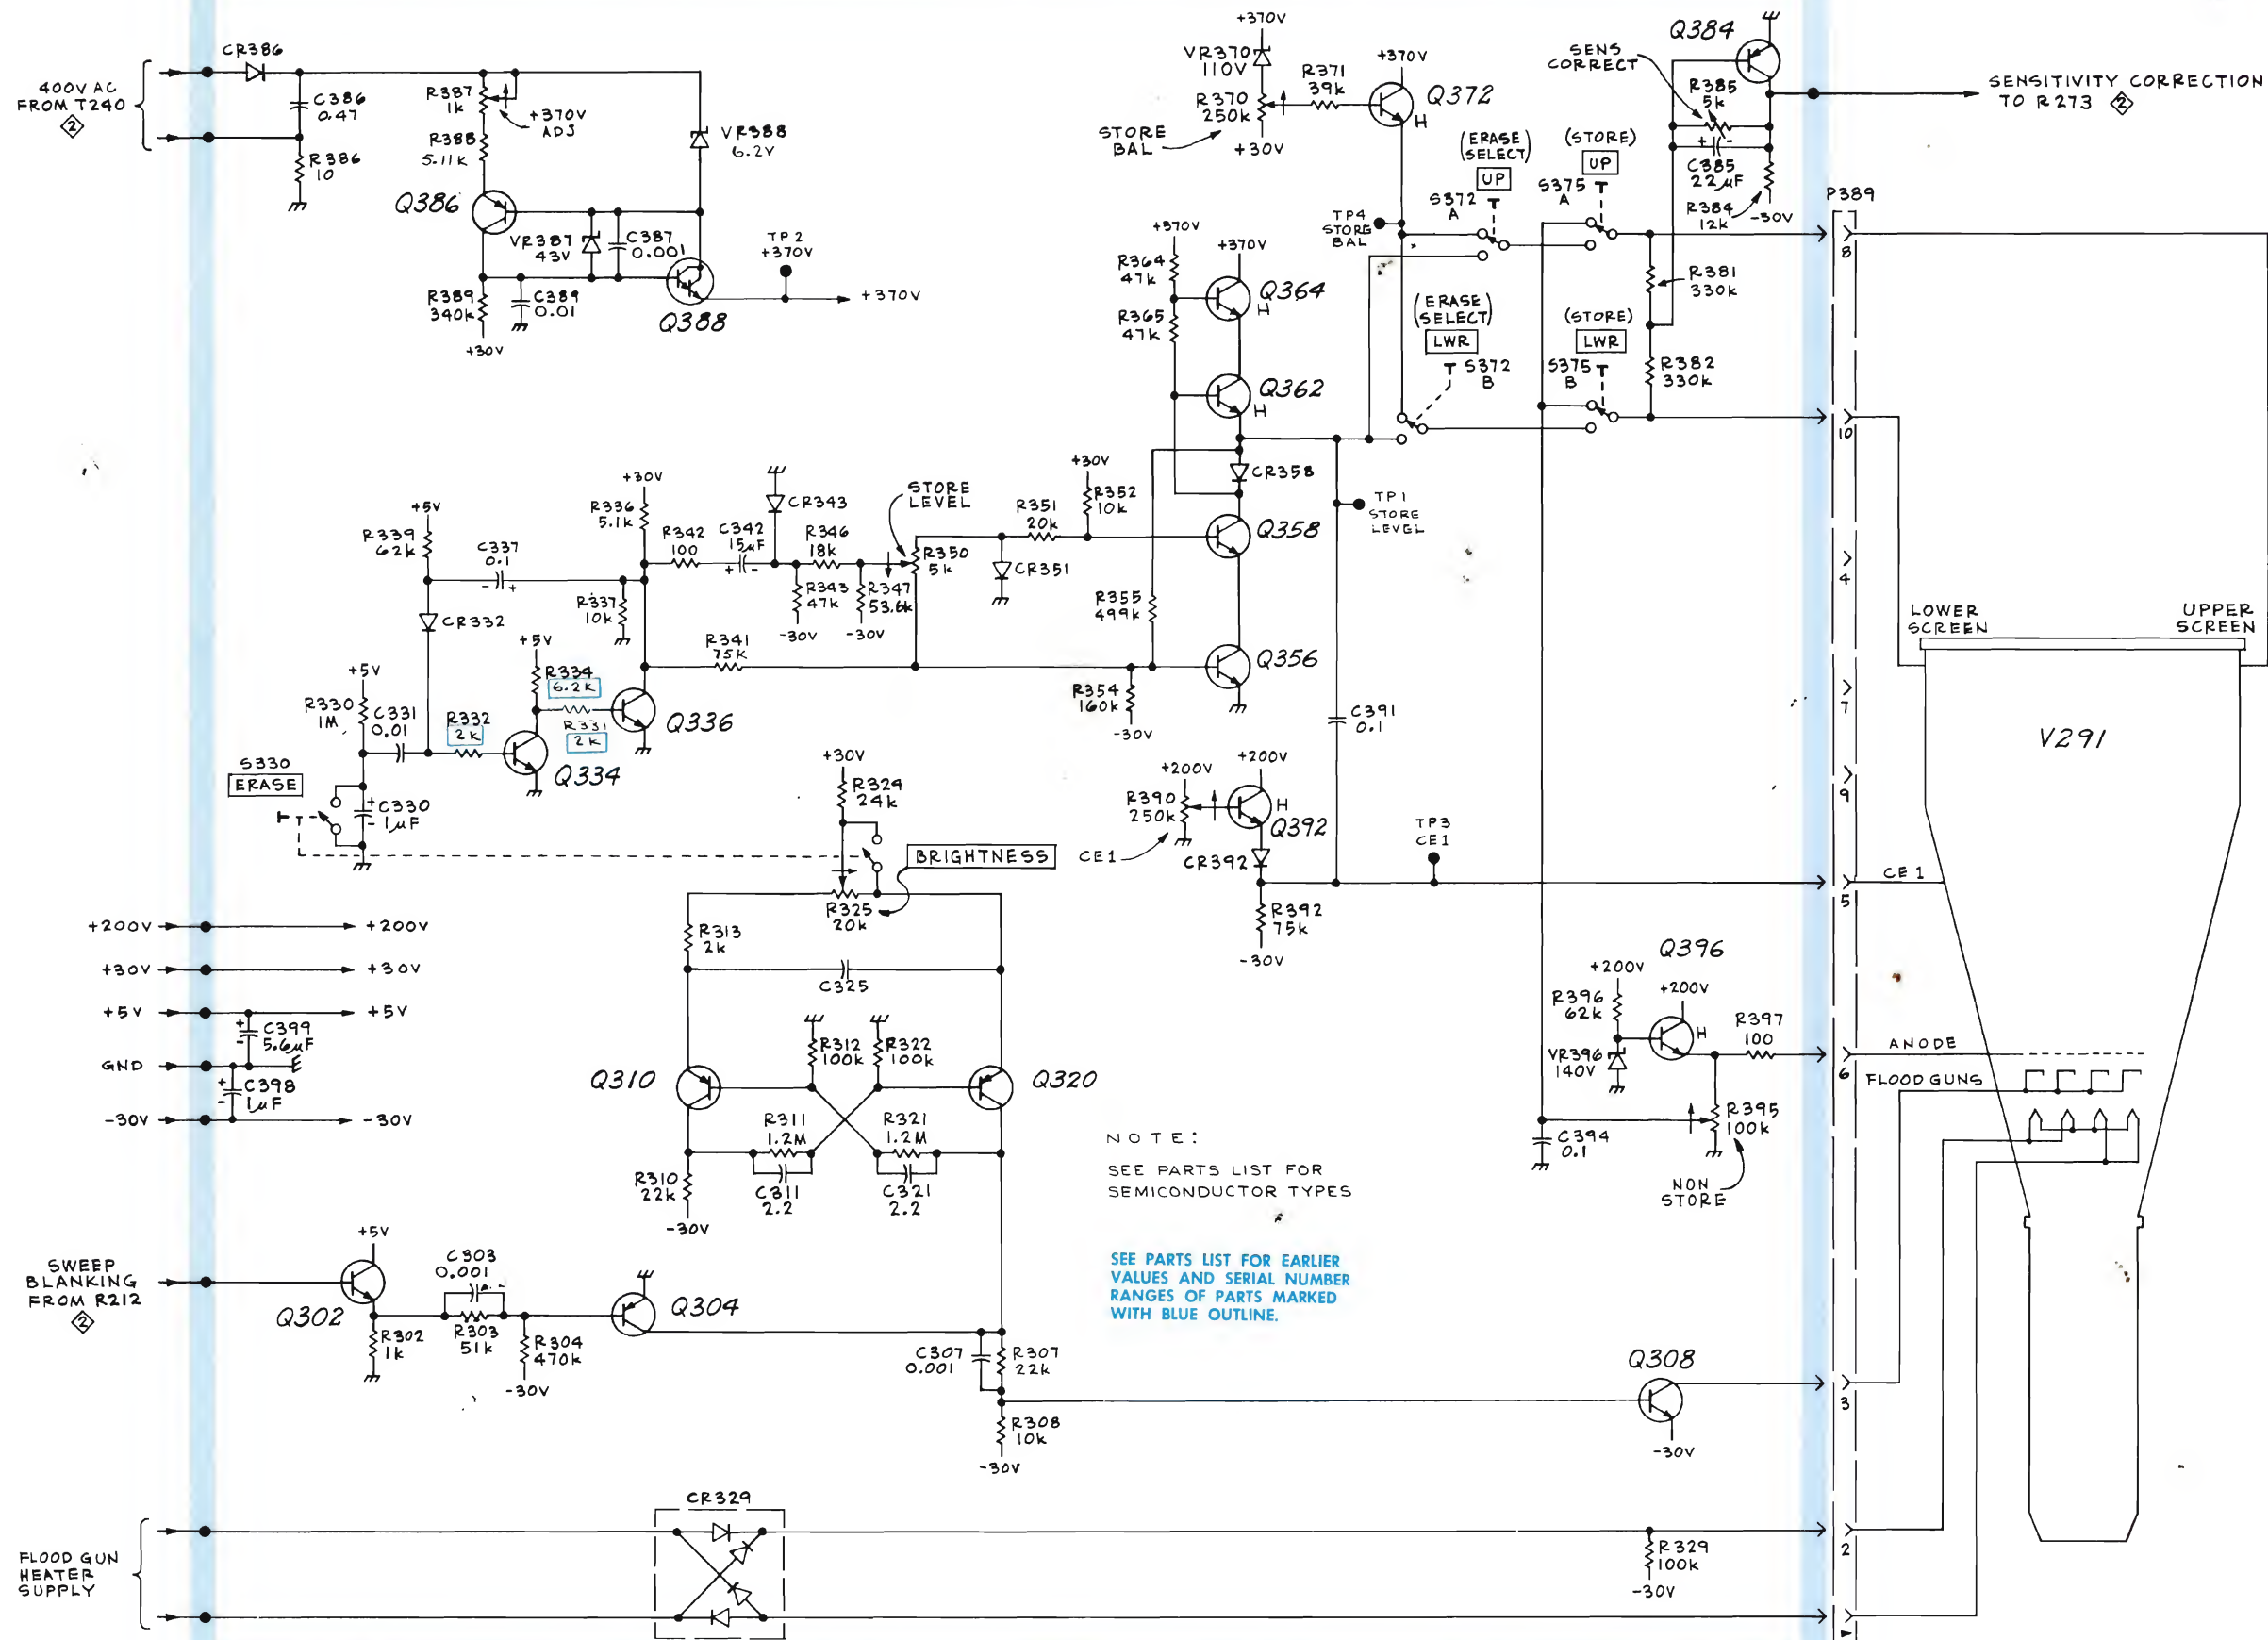 400V AC
FROM T240
2
CR386
C386
0.47
R386
10
R387
1k
+370V
ADJ
R388
5.11k
VR388
6.2V
Q386
VR387
43V
C387
0.001
TP2
+370V
R389
340k
+30V
C389
0.01
Q388
+370V
+370V
VR370
110V
R370
250k
STORE
BAL
+30V
R371
39k
+370V
Q372
H
(ERASE
SELECT)
UP
S372
A
(STORE)
UP
S375
A
TP4
STORE
BAL
SENS
CORRECT
Q384
R385
5k
+ -
C385
22µF
R384
12k
-30V
SENSITIVITY CORRECTION
TO R273 2
P389
8
+370V
R364
47k
+370V
Q364
H
R365
47k
Q362
H
(ERASE
SELECT)
LWR
S372
B
(STORE)
LWR
S375
B
R381
330k
R382
330k
10
CR358
TP1
STORE
LEVEL
+5V
R339
62k
C337
0.1
- +
+30V
R336
5.1k
R337
10k
R342
100
CR343
C342
15µF
+ -
R346
18k
R343
47k
-30V
R347
53.6k
-30V
STORE
LEVEL
R350
5k
CR351
R351
20k
+30V
R352
10k
Q358
R355
499k
4
CR332
+5V
R334
6.2K
R341
75K
Q356
R354
160k
-30V
LOWER
SCREEN
UPPER
SCREEN
7
+5V
R330
1M
C331
0.01
R332
2k
R331
2K
Q334
Q336
C391
0.1
V291
9
S330
ERASE
+
C330
- 1µF
+30V
R324
24k
BRIGHTNESS
R325
20k
+200V
R390
250k
CE1
+200V
H
Q392
CR392
TP3
CE1
R392
75k
-30V
CE 1
5
+200V
+200V
+30V
+30V
+5V
+5V
+
-
C399
5.6µF
GND
E
+
-
C398
1µF
-30V
-30V
R313
2k
C325
R312
100k
R322
100k
Q310
Q320
R311
1.2M
R321
1.2M
C311
2.2
C321
2.2
R310
22k
-30V
Q396
+200V
R396
62k
+200V
H
R397
100
VR396
140V
ANODE
6
FLOOD GUNS
C394
0.1
R395
100k
NON
STORE
NOTE:
SEE PARTS LIST FOR
SEMICONDUCTOR TYPES
SEE PARTS LIST FOR EARLIER
VALUES AND SERIAL NUMBER
RANGES OF PARTS MARKED
WITH BLUE OUTLINE.
SWEEP
BLANKING
FROM R212
2
+5V
Q302
R302
1k
C303
0.001
R303
51k
R304
470k
-30V
Q304
C307
0.001
R307
22k
R308
10k
-30V
Q308
-30V
3
FLOOD GUN
HEATER
SUPPLY
CR329
R329
100k
-30V
2